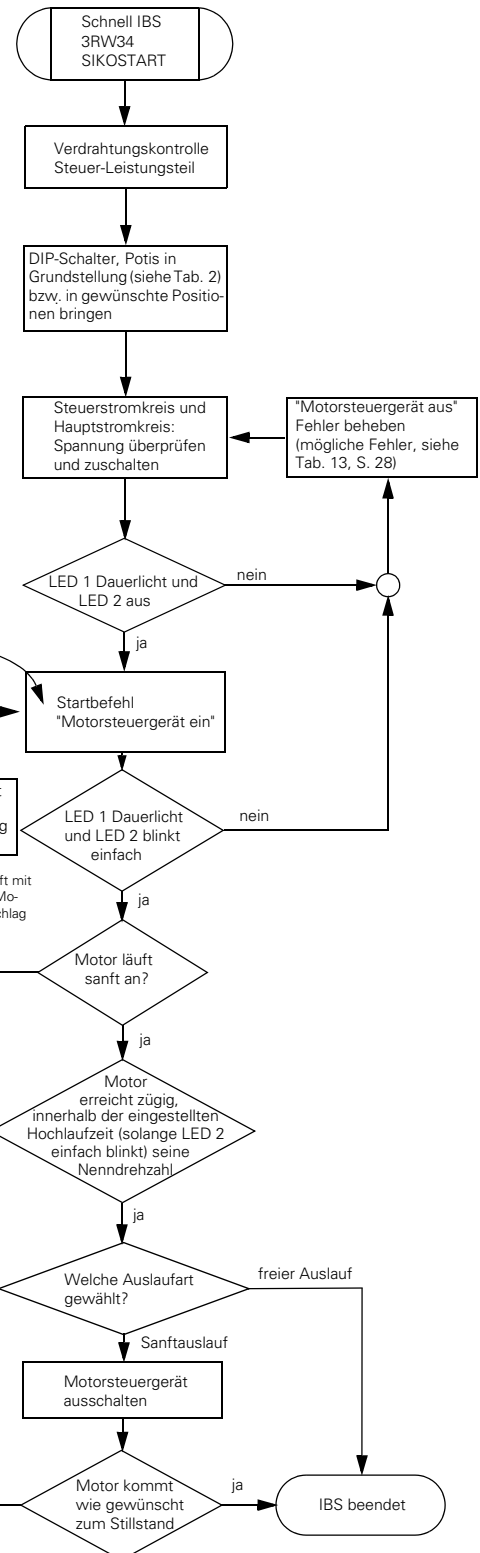 Schnell IBS
3RW34
SIKOSTART
Verdrahtungskontrolle
Steuer-Leistungsteil
DIP-Schalter, Potis in
Grundstellung (siehe Tab. 2)
bzw. in gewünschte Positio-
nen bringen
Steuerstromkreis und
Hauptstromkreis:
Spannung überprüfen
und zuschalten
"Motorsteuergerät aus"
Fehler beheben
(mögliche Fehler, siehe
Tab. 13, S. 28)
LED 1 Dauerlicht und
LED 2 aus
nein
ja
Startbefehl
"Motorsteuergerät ein"
LED 1 Dauerlicht
und LED 2 blinkt
einfach
nein
ft mit
Mo-
chlag
ja
Motor läuft
sanft an?
ja
Motor
erreicht zügig,
innerhalb der eingestellten
Hochlaufzeit (solange LED 2
einfach blinkt) seine
Nenndrehzahl
ja
Welche Auslaufart
gewählt?
freier Auslauf
Sanftauslauf
Motorsteuergerät
ausschalten
Motor kommt
wie gewünscht
zum Stillstand
ja
IBS beendet